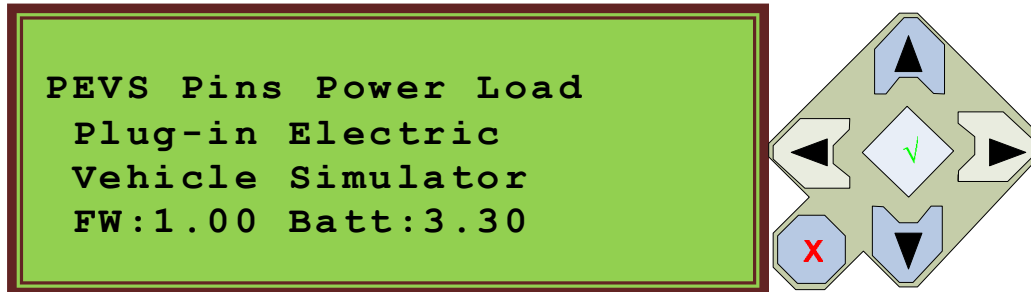 PEVS Pins Power Load
Plug-in Electric
Vehicle Simulator
FW:1.00 Batt:3.30
√
X